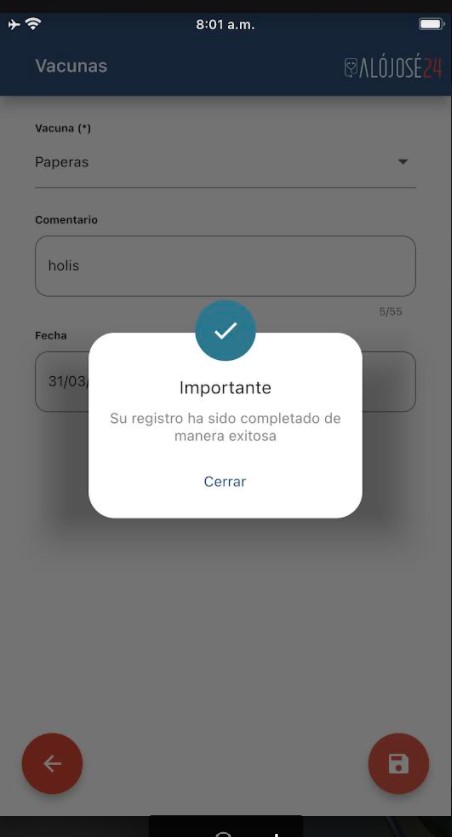 8:01 a.m.
Vacunas
ALÓJOSÉ24
Vacuna (*)
Paperas
Comentario
holis
5/55
Fecha
31/03/
Importante
Su registro ha sido completado de
manera exitosa
Cerrar